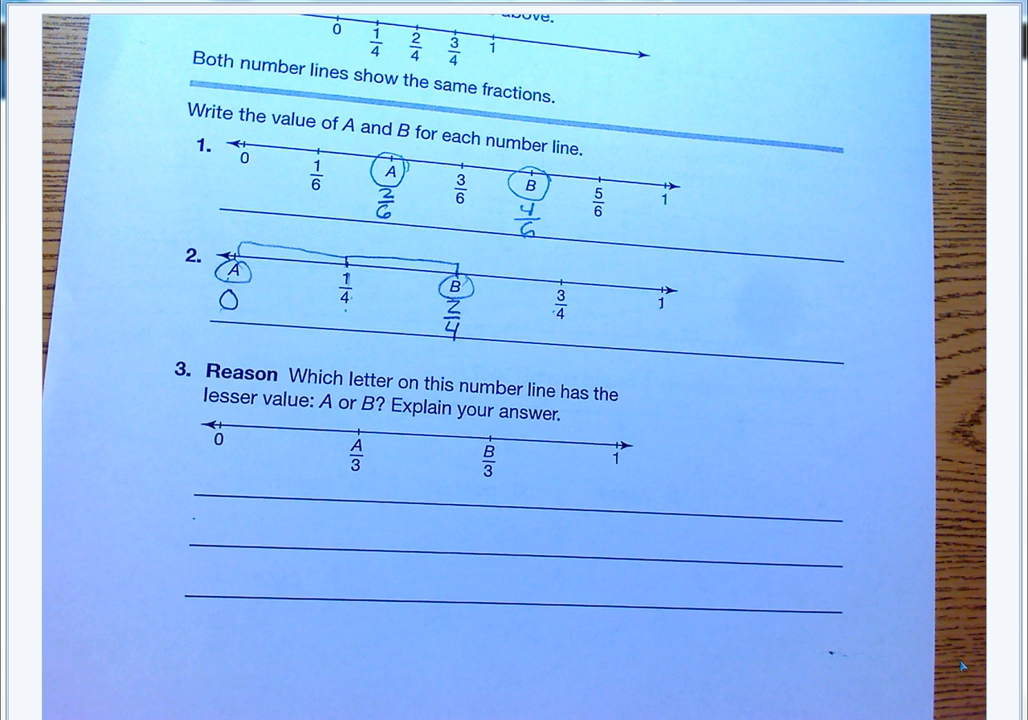 above.
0 1/4 2/4 3/4 1
Both number lines show the same fractions.
Write the value of A and B for each number line.
1. 0 1/6 A 3/6 B 5/6 1
2/6 4/6
2. A 1/4 B 3/4 1
0 2/4
3. Reason Which letter on this number line has the
lesser value: A or B? Explain your answer.
0 A/3 B/3 1